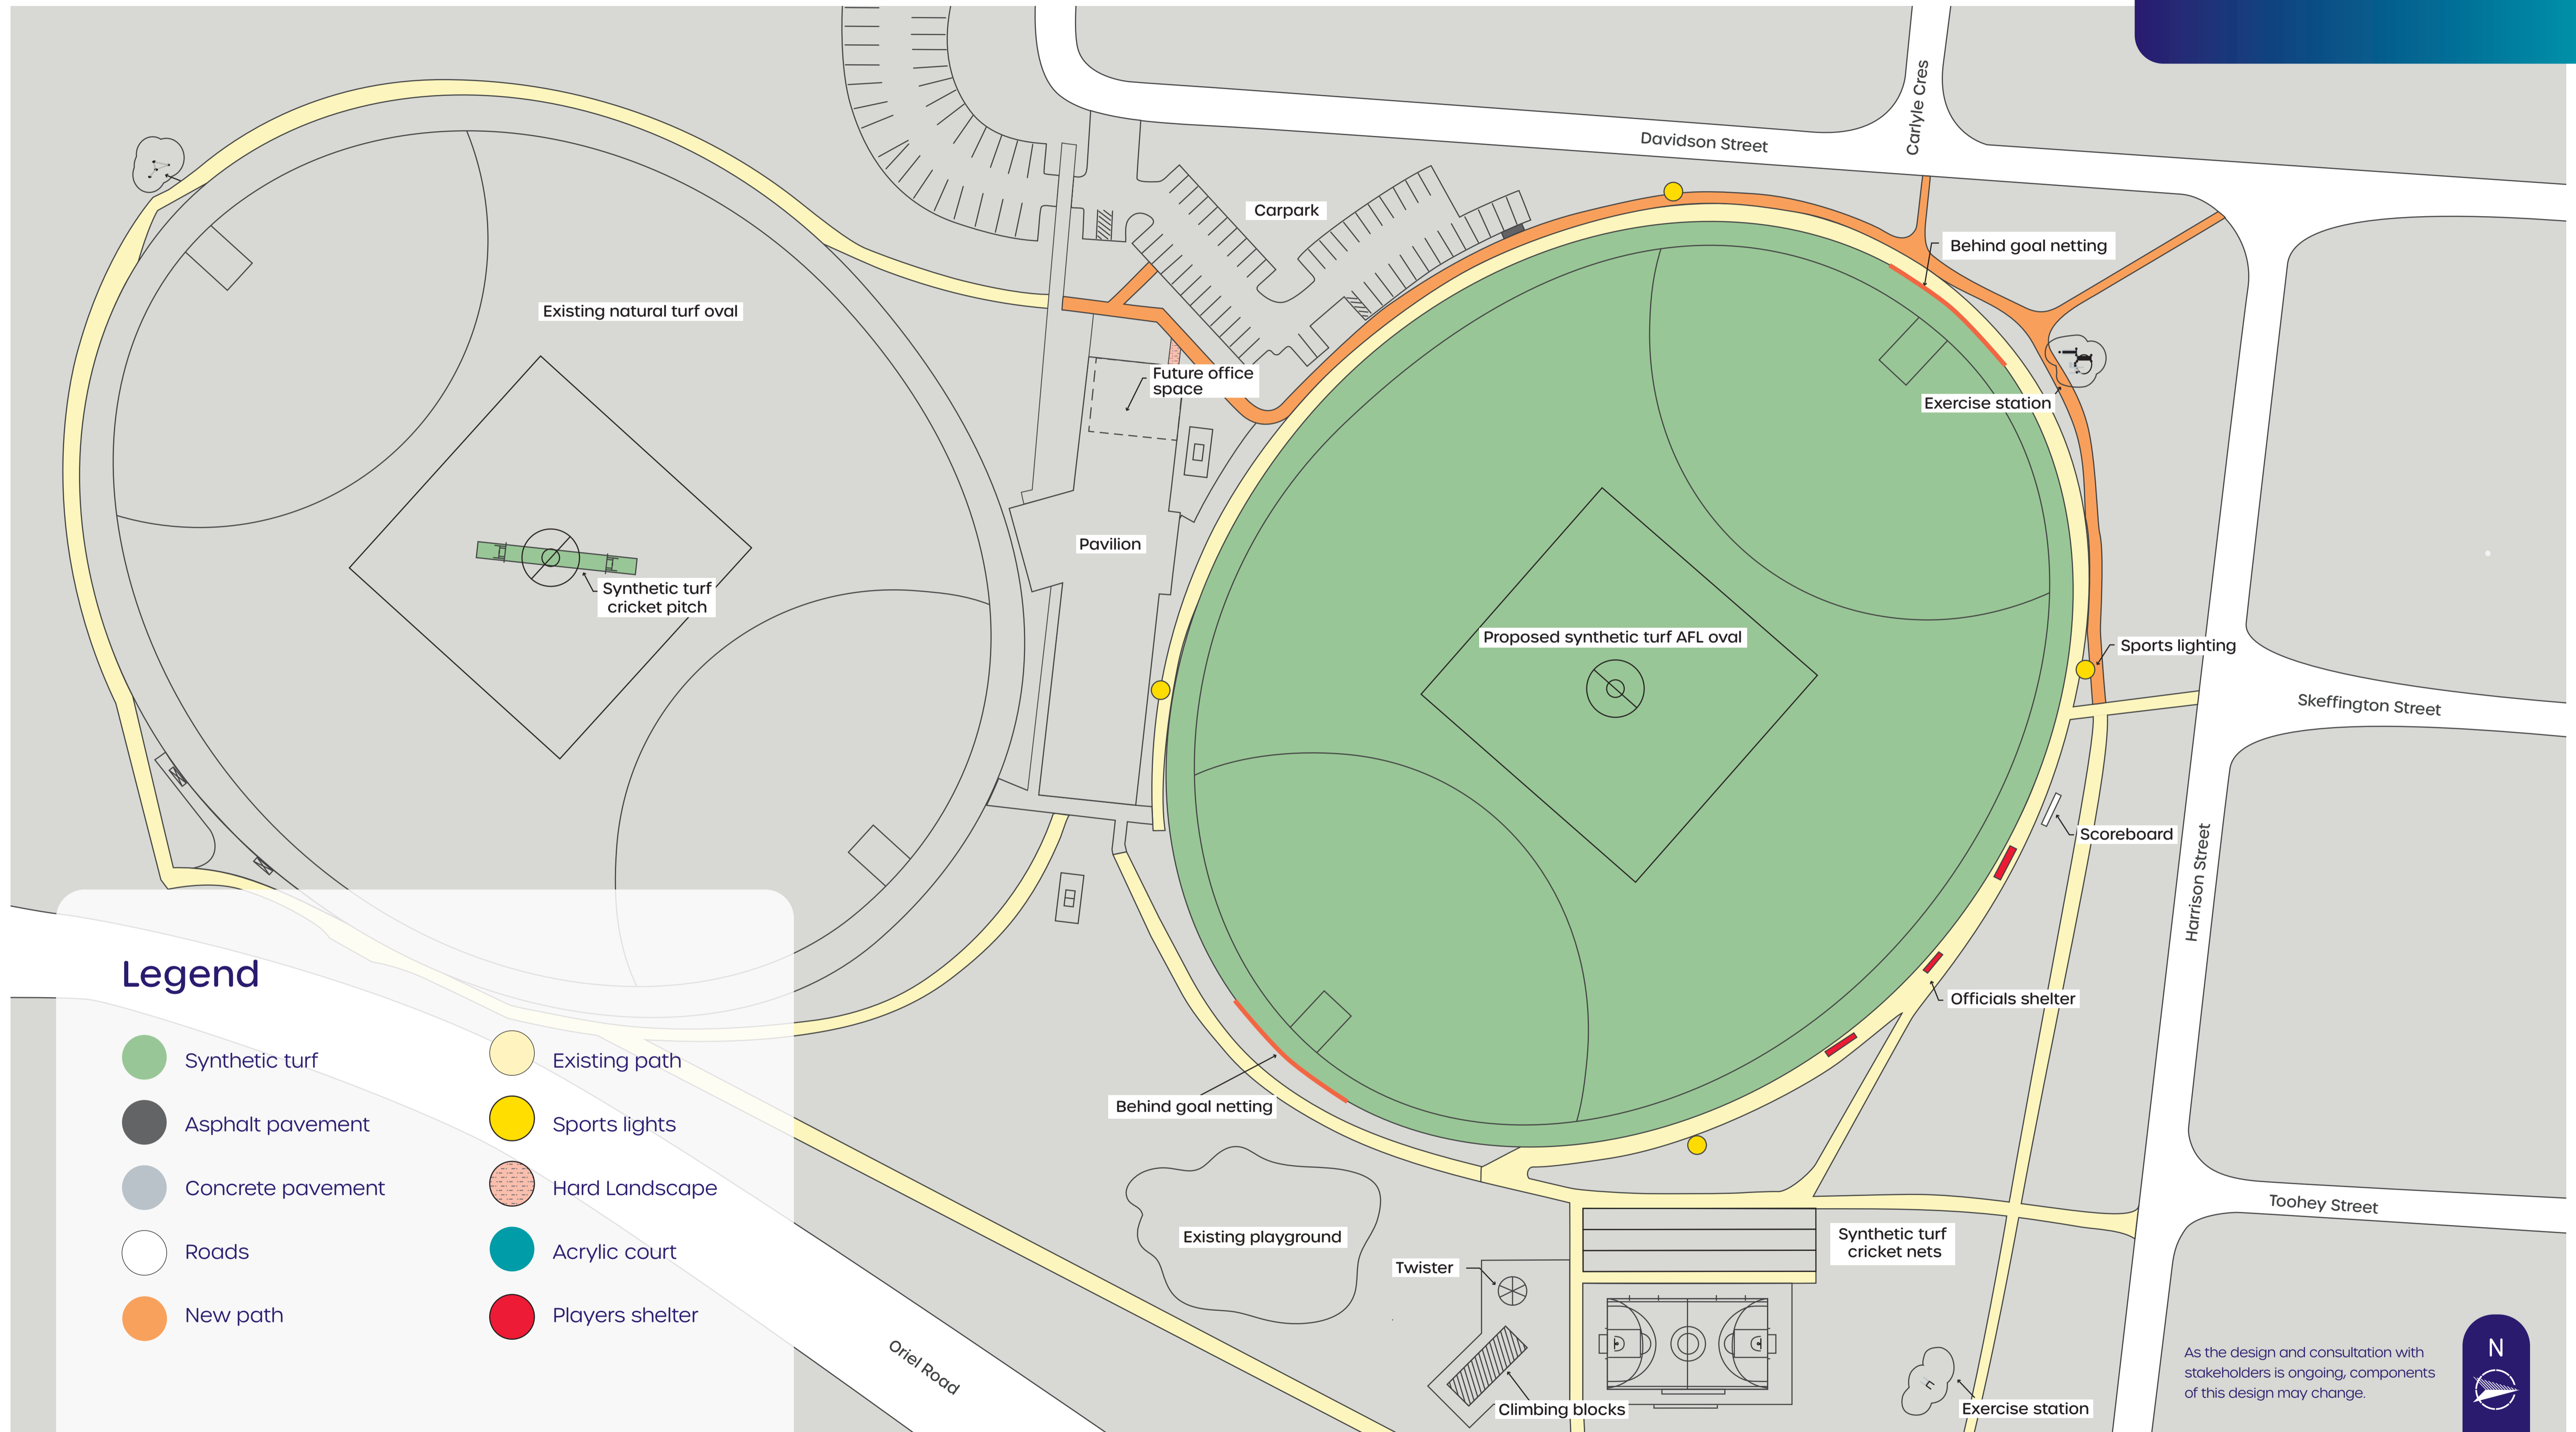 Carlyle Cres
Davidson Street
Carpark
Behind goal netting
Existing natural turf oval
Future office
space
Exercise station
Pavilion
Synthetic turf
cricket pitch
Proposed synthetic turf AFL oval
Sports lighting
Skeffington Street
Scoreboard
Harrison Street
Officials shelter
Behind goal netting
Toohey Street
Existing playground
Synthetic turf
cricket nets
Twister
Climbing blocks
Exercise station
Oriel Road
Legend
Synthetic turf
Asphalt pavement
Concrete pavement
Roads
New path
Existing path
Sports lights
Hard Landscape
Acrylic court
Players shelter
As the design and consultation with
stakeholders is ongoing, components
of this design may change.
N